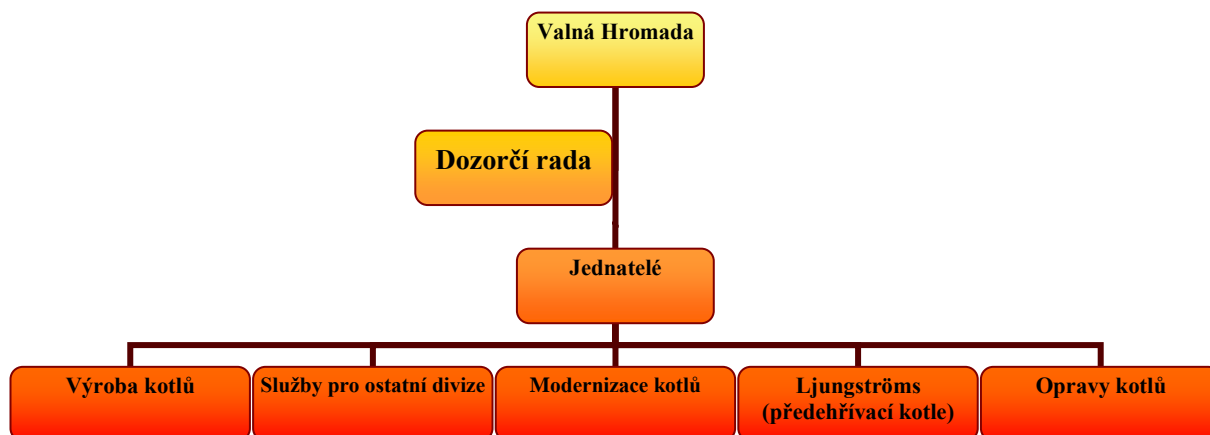 Valná Hromada
Dozorčí rada
Jednatelé
Výroba kotlů
Služby pro ostatní divize
Modernizace kotlů
Ljungströms
(předehřívací kotle)
Opravy kotlů